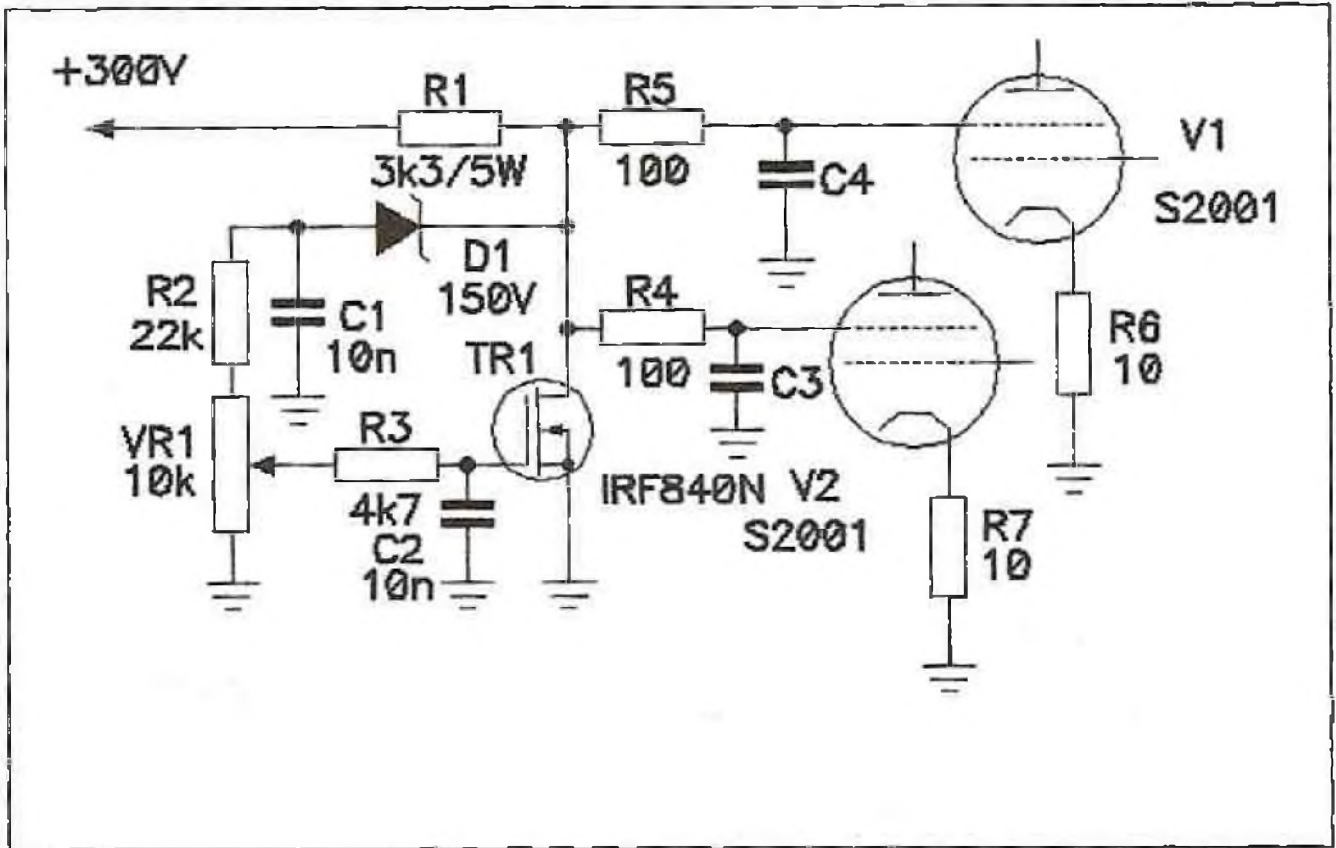 +300V
R1
3k3/5W
R5
100
C4
V1
S2001
D1
150V
R2
22k
C1
10n
TR1
R4
100
C3
R6
10
VR1
10k
R3
4k7
C2
10n
IRF840N
V2
S2001
R7
10